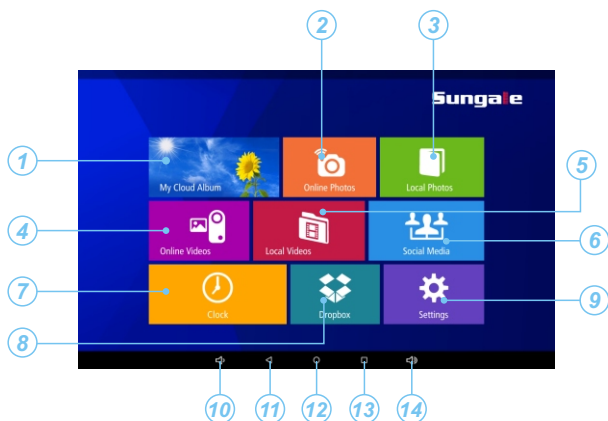 2
3
Sungale
1
My Cloud Album
Online Photos
Local Photos
5
4
Online Videos
Local Videos
Social Media
6
7
Clock
Dropbox
Settings
9
8
10
11
12
13
14